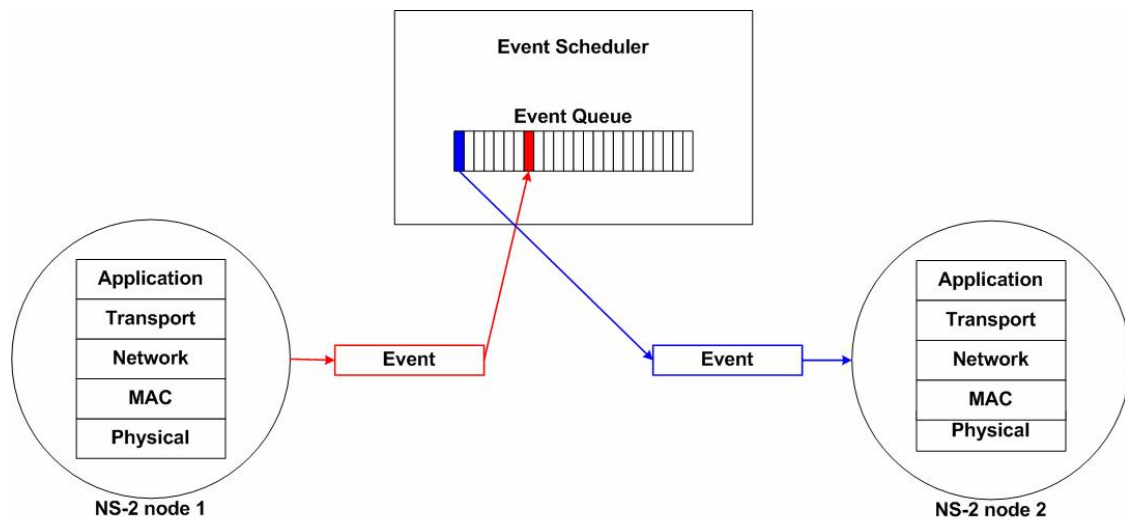 Event Scheduler
Event Queue
Application
Transport
Network
MAC
Physical
NS-2 node 1
Event
Event
Application
Transport
Network
MAC
Physical
NS-2 node 2